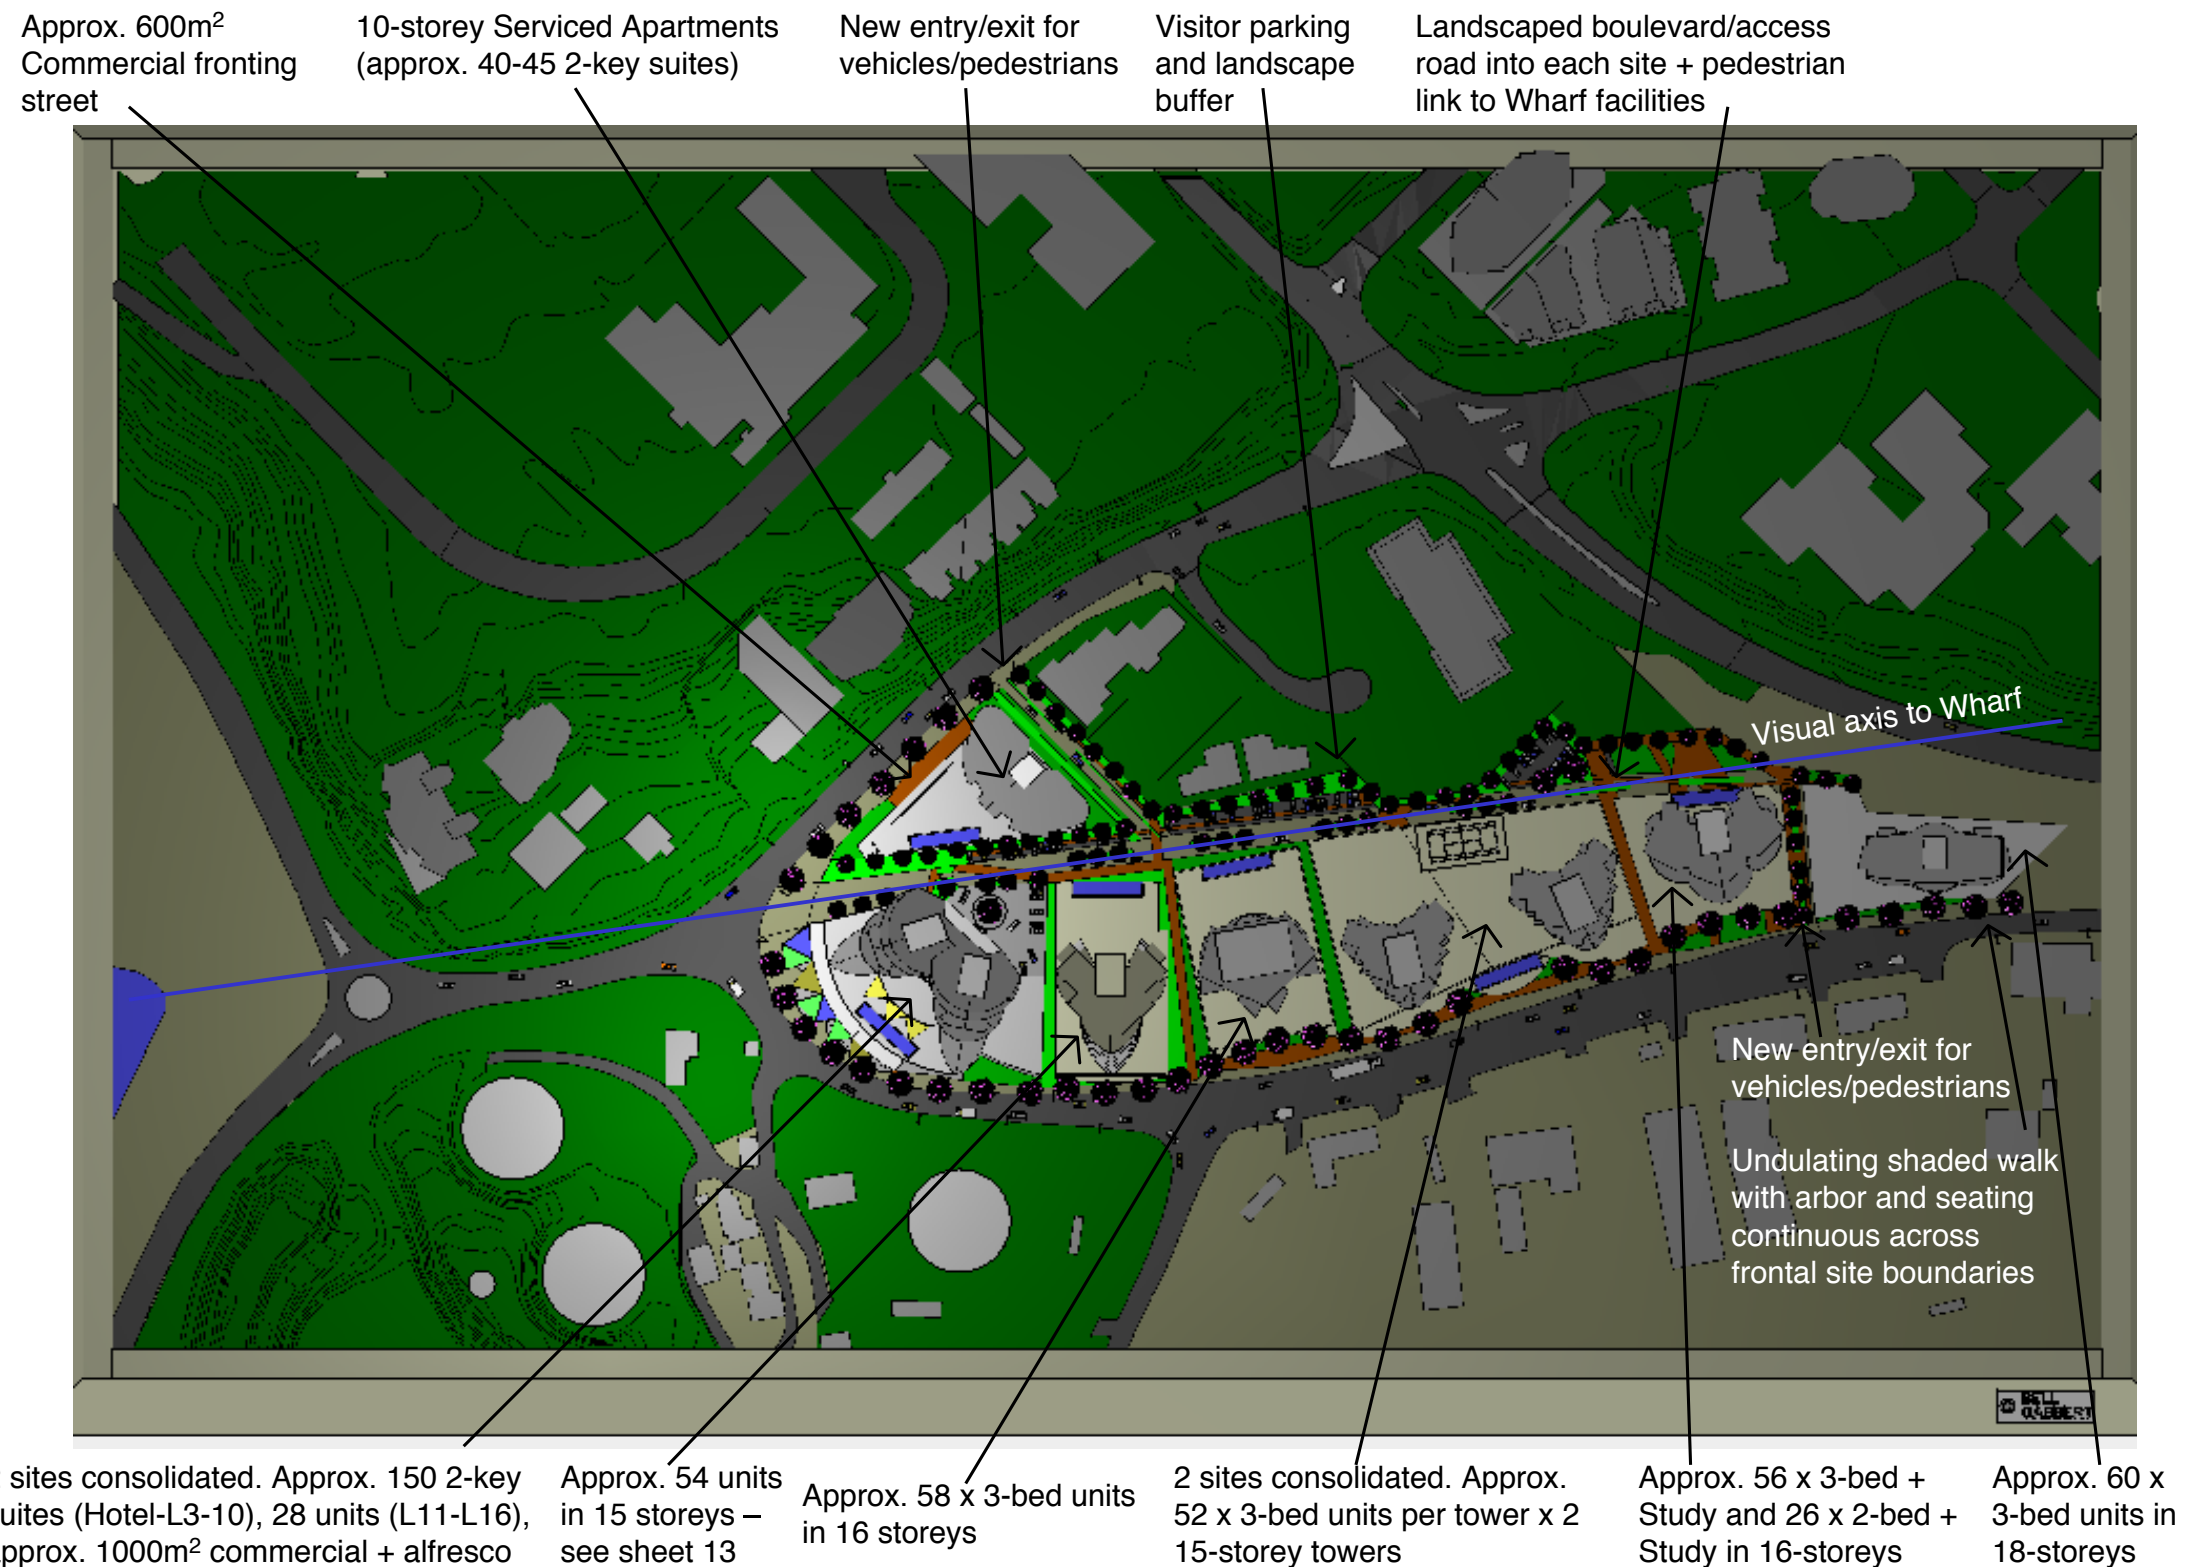 Approx. 600m²
Commercial fronting
street
10-storey Serviced Apartments
(approx. 40-45 2-key suites)
New entry/exit for
vehicles/pedestrians
Visitor parking
and landscape
buffer
Landscaped boulevard/access
road into each site + pedestrian
link to Wharf facilities
Visual axis to Wharf
New entry/exit for
vehicles/pedestrians
Undulating shaded walk
with arbor and seating
continuous across
frontal site boundaries
BELL
sites consolidated. Approx. 150 2-key
uites (Hotel-L3-10), 28 units (L11-L16),
pprox. 1000m² commercial + alfresco
Approx. 54 units
in 15 storeys –
see sheet 13
Approx. 58 x 3-bed units
in 16 storeys
2 sites consolidated. Approx.
52 x 3-bed units per tower x 2
15-storey towers
Approx. 56 x 3-bed +
Study and 26 x 2-bed +
Study in 16-storeys
Approx. 60 x
3-bed units in
18-storeys